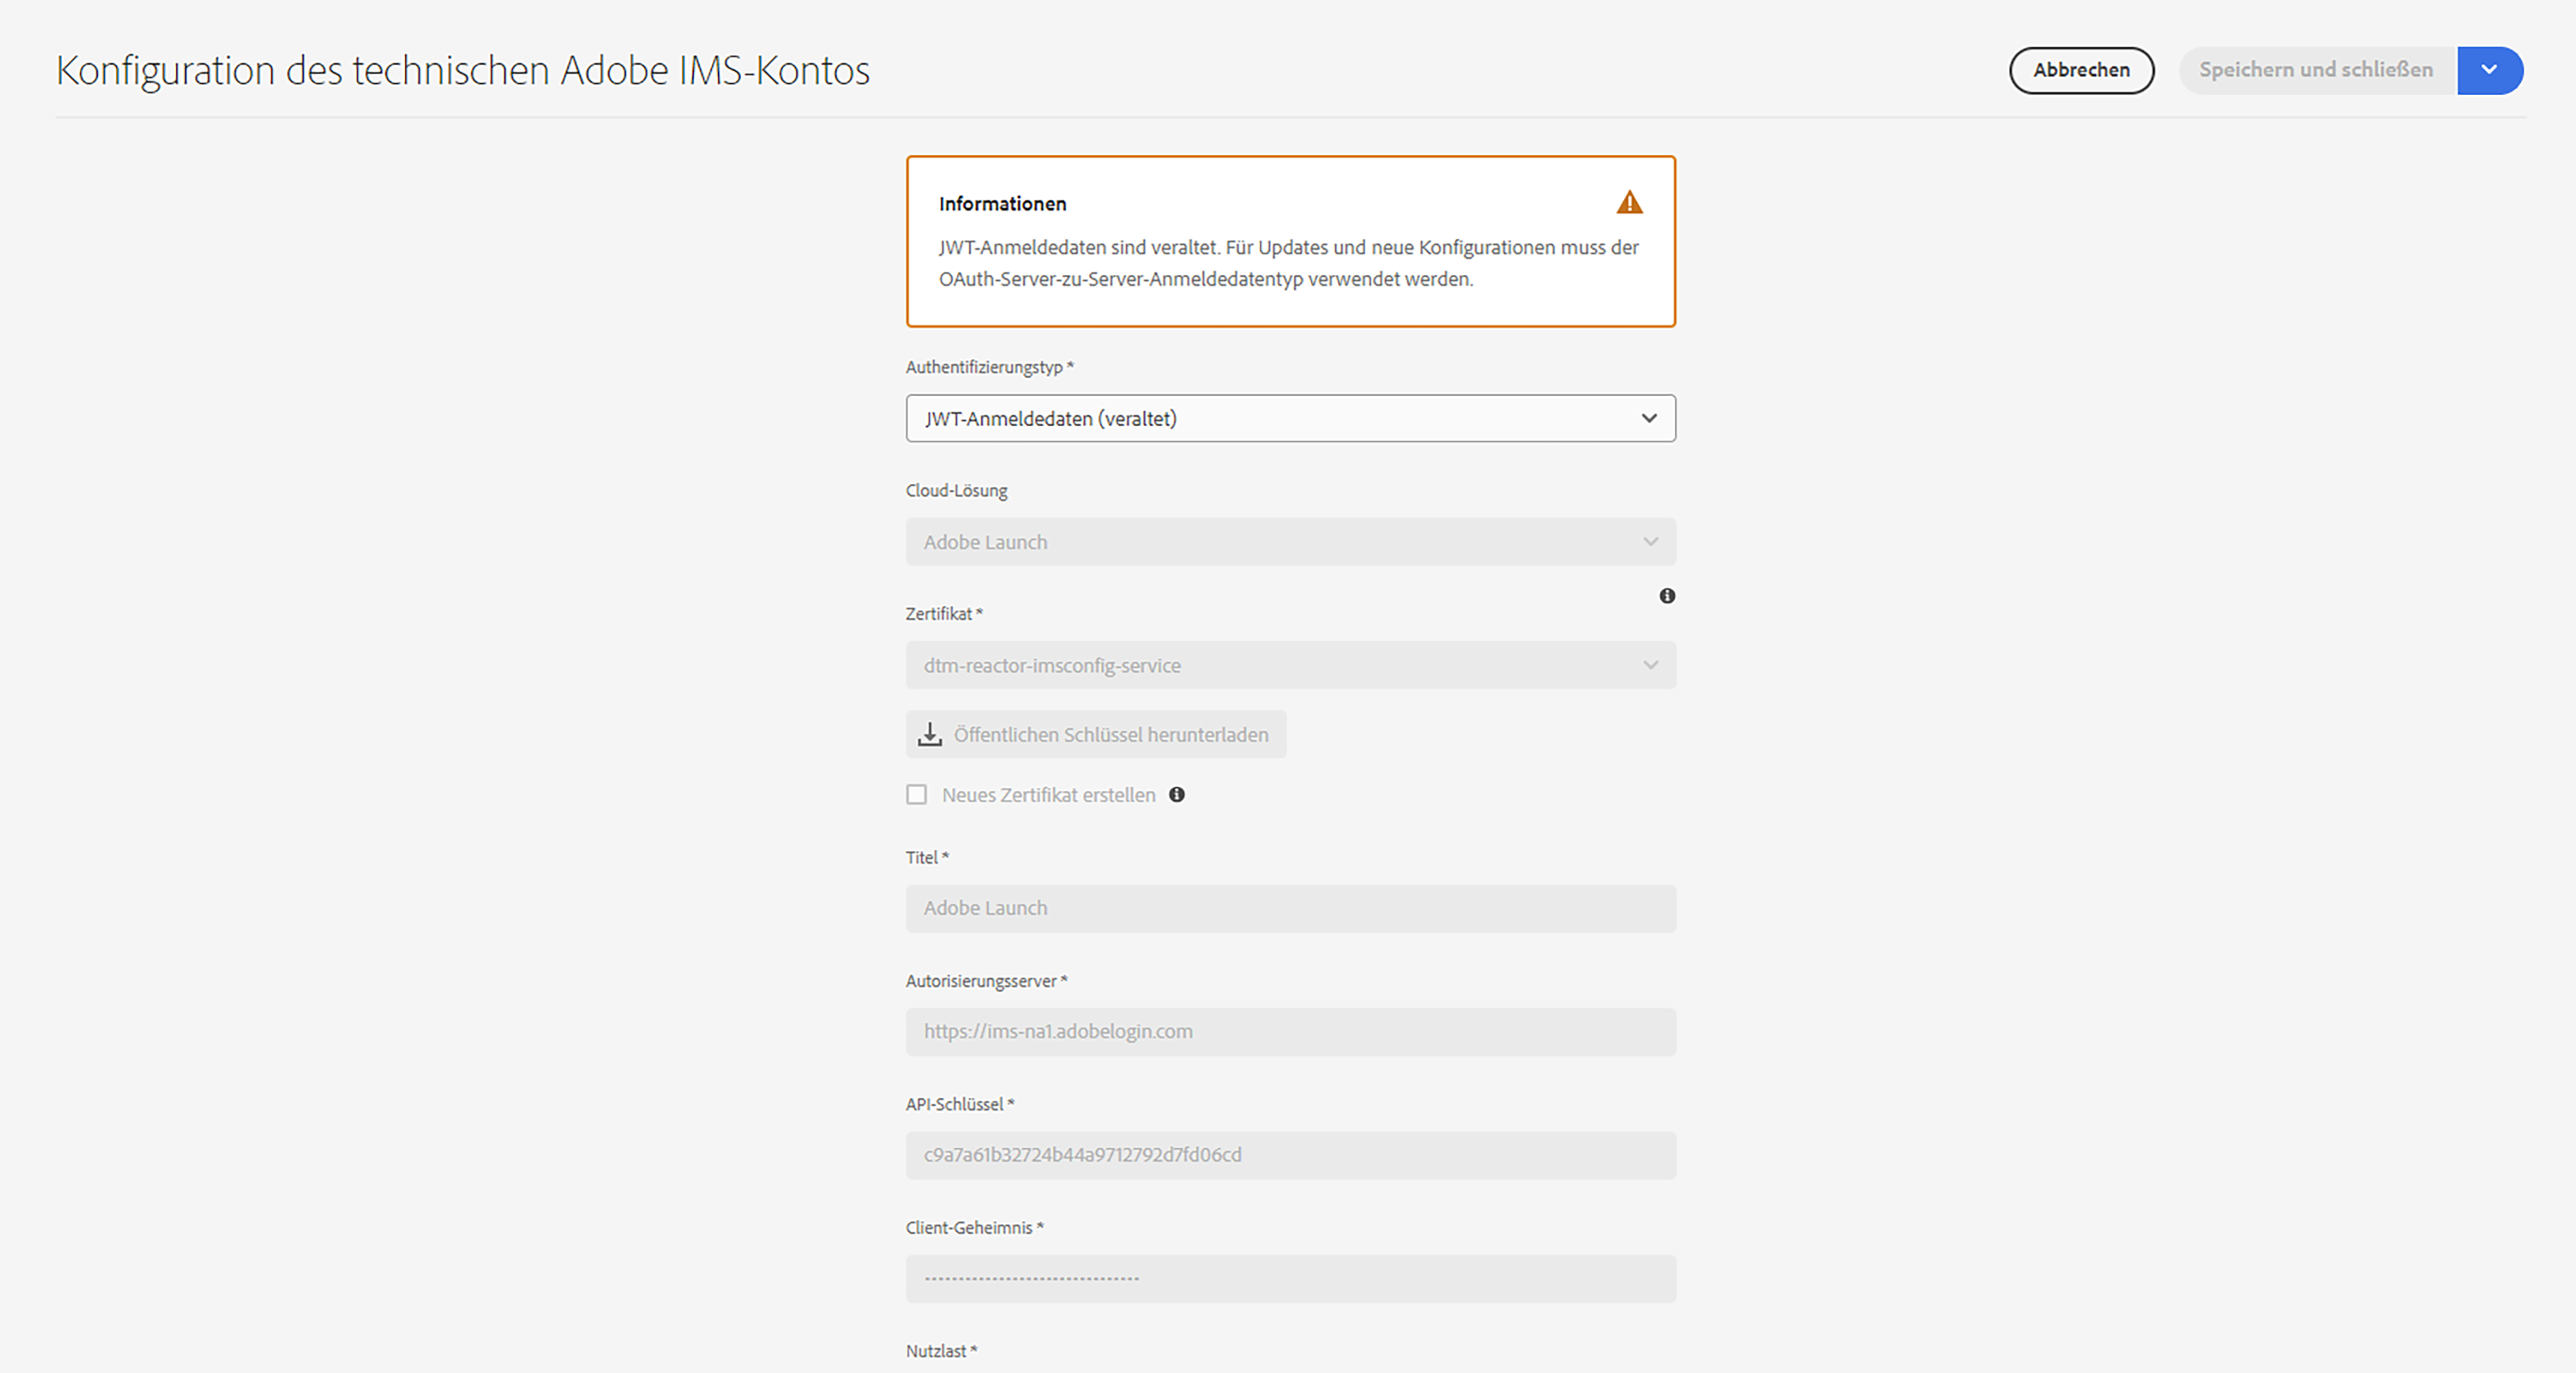 Konfiguration des technischen Adobe IMS-Kontos
Abbrechen
Speichern und schließen
Informationen
JWT-Anmeldedaten sind veraltet. Für Updates und neue Konfigurationen muss der
OAuth-Server-zu-Server-Anmeldedatentyp verwendet werden.
Authentifizierungstyp *
JWT-Anmeldedaten (veraltet)
Cloud-Lösung
Adobe Launch
Zertifikat *
dtm-reactor-imsconfig-service
Öffentlichen Schlüssel herunterladen
Neues Zertifikat erstellen
Titel *
Adobe Launch
Autorisierungsserver *
https://ims-na1.adobelogin.com
API-Schlüssel *
c9a7a61b32724b44a9712792d7fd06cd
Client-Geheimnis *
Nutzlast *